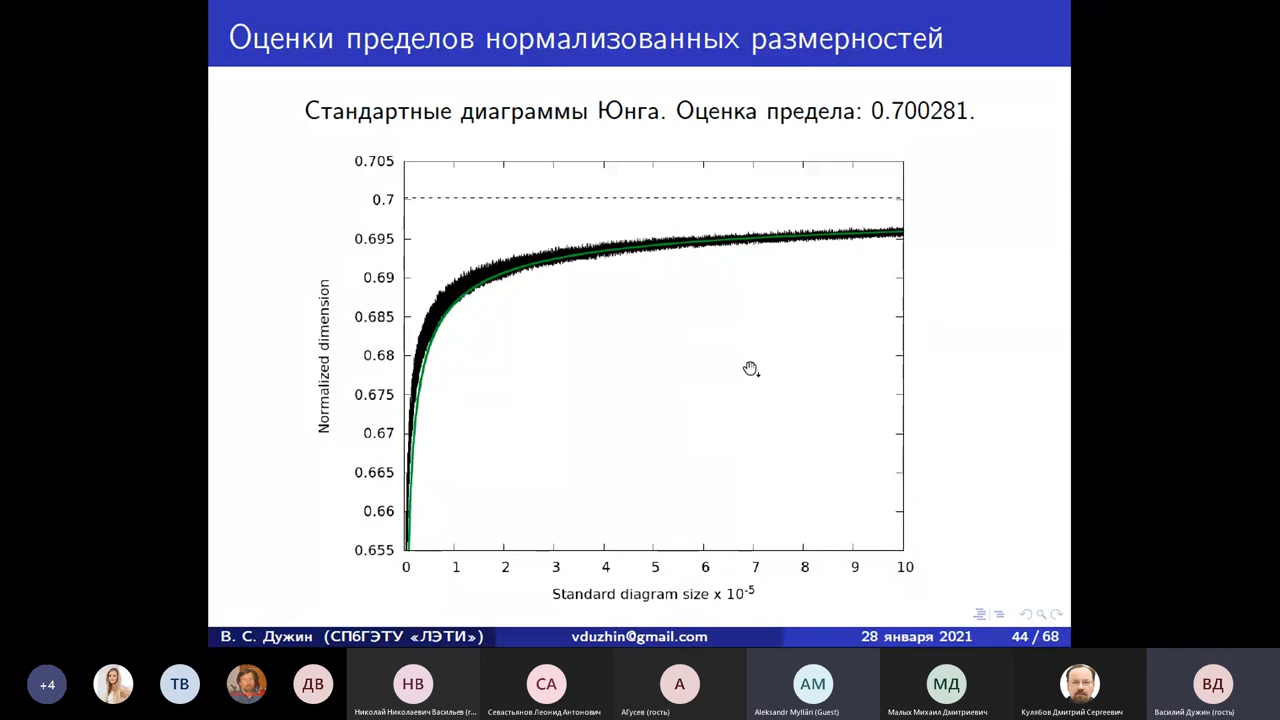 Оценки пределов нормализованных размерностей
Стандартные диаграммы Юнга. Оценка предела: 0.700281.
0.705
0.7
0.695
0.69
0.685
0.68
0.675
0.67
0.665
0.66
0.655
Normalized dimension
0 1 2 3 4 5 6 7 8 9 10
Standard diagram size x 10-5
В. С. Дужин (СПбГЭТУ «ЛЭТИ») vduzhin@gmail.com 28 января 2021 44 / 68
+4 ТВ ДВ НВ СА А AM МД ВД
Николай Николаевич Васильев (г... Севастьянов Леонид Антонович АГусев (гость) Aleksandr Mylläri (Guest) Малых Михаил Дмитриевич Кулябов Дмитрий Сергеевич Василий Дужин (гость)